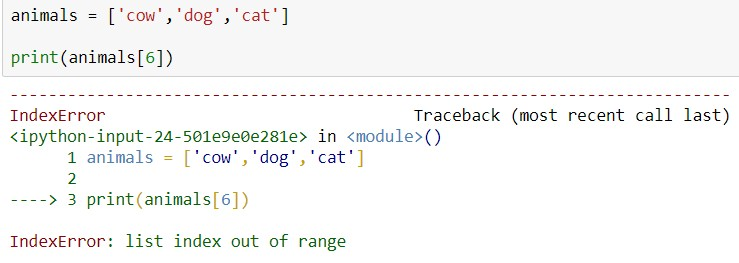 animals = ['cow','dog','cat']
print(animals[6])
---------------------------------------------------------------------------
IndexError                                Traceback (most recent call last)
<ipython-input-24-501e9e0e281e> in <module>()
      1 animals = ['cow','dog','cat']
      2
----> 3 print(animals[6])
IndexError: list index out of range